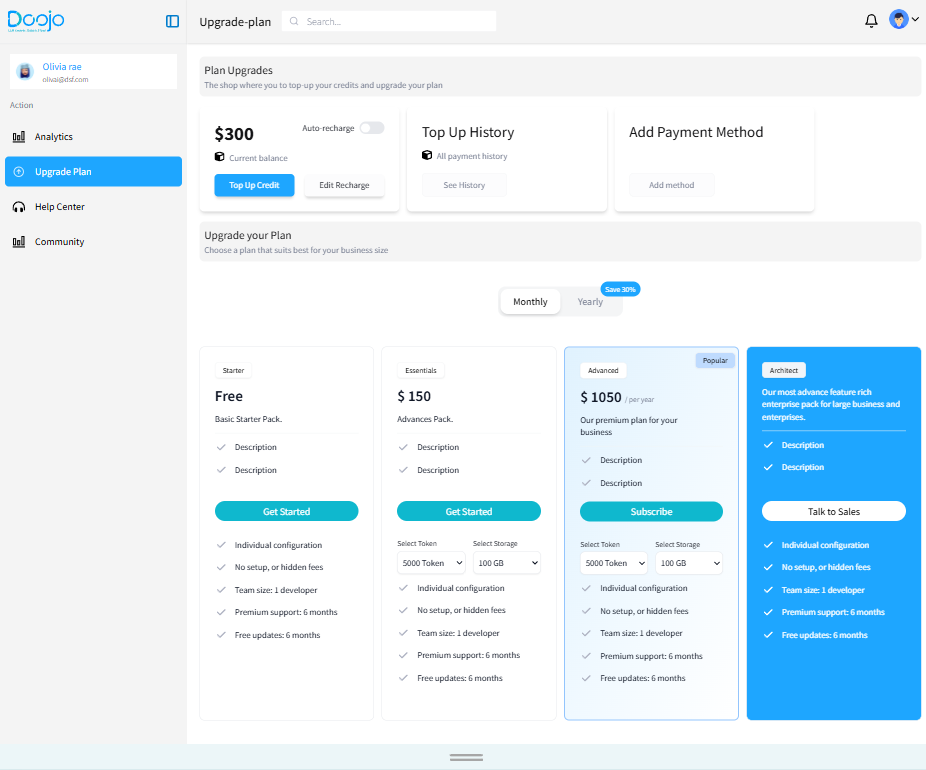 Doojo
Upgrade-plan
Search...
Olivia rae
olivai@dsf.com
Action
Analytics
Upgrade Plan
Help Center
Community
Plan Upgrades
The shop where you to top-up your credits and upgrade your plan
$300
Auto-recharge
Current balance
Top Up Credit
Edit Recharge
Top Up History
All payment history
See History
Add Payment Method
Add method
Upgrade your Plan
Choose a plan that suits best for your business size
Monthly
Yearly
Save 30%
Starter
Free
Basic Starter Pack.
Description
Description
Get Started
Individual configuration
No setup, or hidden fees
Team size: 1 developer
Premium support: 6 months
Free updates: 6 months
Essentials
$ 150
Advances Pack.
Description
Description
Get Started
Select Token
Select Storage
5000 Token
100 GB
Individual configuration
No setup, or hidden fees
Team size: 1 developer
Premium support: 6 months
Free updates: 6 months
Popular
Advanced
$ 1050 / per year
Our premium plan for your
business
Description
Description
Subscribe
Select Token
Select Storage
5000 Token
100 GB
Individual configuration
No setup, or hidden fees
Team size: 1 developer
Premium support: 6 months
Free updates: 6 months
Architect
Our most advance feature rich
enterprise pack for large business and
enterprises.
Description
Description
Talk to Sales
Individual configuration
No setup, or hidden fees
Team size: 1 developer
Premium support: 6 months
Free updates: 6 months